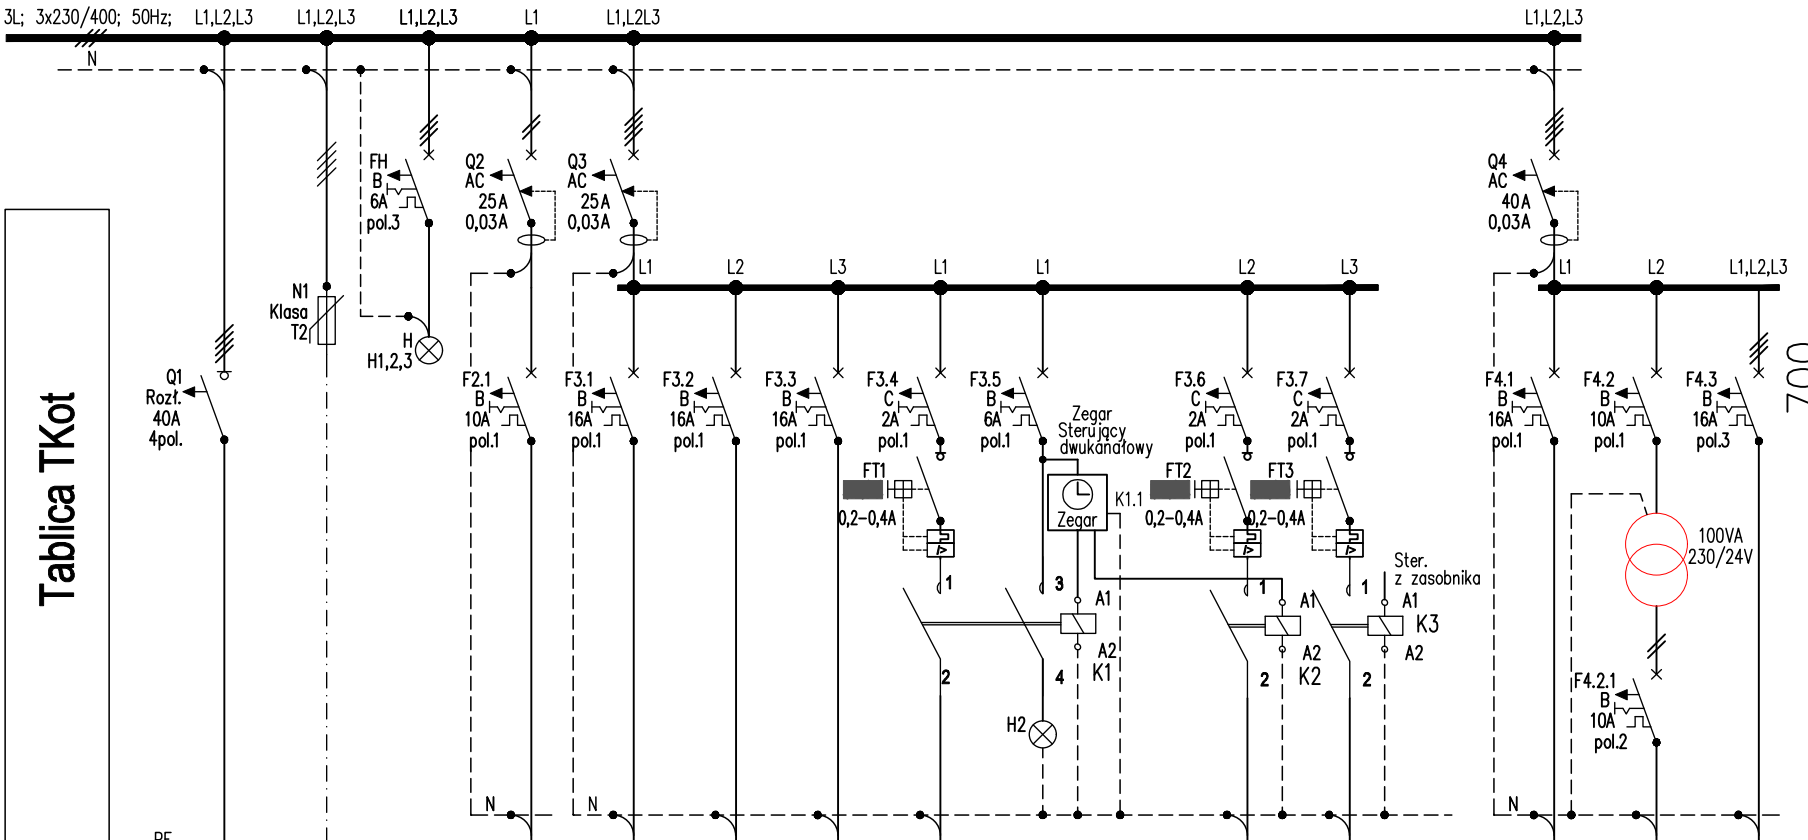 3L; 3x230/400; 50Hz; L1,L2,L3 L1,L2,L3 L1,L2,L3 L1 L1,L2L3 L1,L2,L3
N
FH
B
6A
pol.3
Q2
AC
25A
0,03A
Q3
AC
25A
0,03A
Q4
AC
40A
0,03A
L1 L2 L3 L1 L1 L2 L3 L1 L2 L1,L2,L3
N1
Klasa
T2
H
H1,2,3
Q1
Rozł.
40A
4pol.
F2.1
B
10A
pol.1
F3.1
B
16A
pol.1
F3.2
B
16A
pol.1
F3.3
B
16A
pol.1
F3.4
C
2A
pol.1
F3.5
B
6A
pol.1
Zegar
Sterujący
dwukanałowy
F3.6
C
2A
pol.1
F3.7
C
2A
pol.1
F4.1
B
16A
pol.1
F4.2
B
10A
pol.1
F4.3
B
16A
pol.3
700
Tablica TKot
FT1
0,2-0,4A
I>
Zegar
K1.1
FT2
0,2-0,4A
I>
FT3
0,2-0,4A
I>
100VA
230/24V
Ster.
z zasobnika
1
2
3
4
A1
A2
K1
1
2
A1
A2
K2
1
2
A1
K3
A2
H2
F4.2.1
B
10A
pol.2
N N N
PE